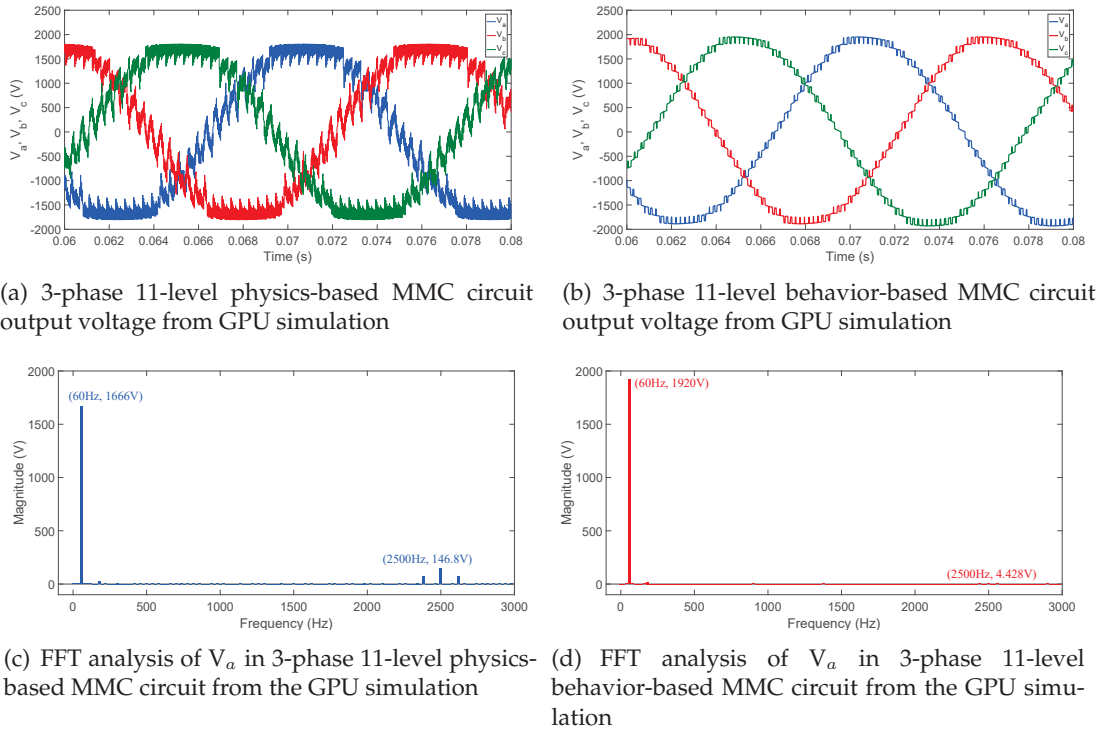 2000
1500
1000
500
0
-500
-1000
-1500
-2000
V_a, V_b, V_c (V)
0.06 0.062 0.064 0.066 0.068 0.07 0.072 0.074 0.076 0.078 0.08
Time (s)
V_a
V_b
V_c
(a) 3-phase 11-level physics-based MMC circuit
output voltage from GPU simulation
2500
2000
1500
1000
500
0
-500
-1000
-1500
-2000
V_a, V_b, V_c (V)
0.06 0.062 0.064 0.066 0.068 0.07 0.072 0.074 0.076 0.078 0.08
Time (s)
V_a
V_b
V_c
(b) 3-phase 11-level behavior-based MMC circuit
output voltage from GPU simulation
2000
1500
1000
500
0
Magnitude (V)
(60Hz, 1666V)
(2500Hz, 146.8V)
0 500 1000 1500 2000 2500 3000
Frequency (Hz)
(c) FFT analysis of V_a in 3-phase 11-level physics-
based MMC circuit from the GPU simulation
2000
1500
1000
500
0
Magnitude (V)
(60Hz, 1920V)
(2500Hz, 4.428V)
0 500 1000 1500 2000 2500 3000
Frequency (Hz)
(d) FFT analysis of V_a in 3-phase 11-level
behavior-based MMC circuit from the GPU simu-
lation